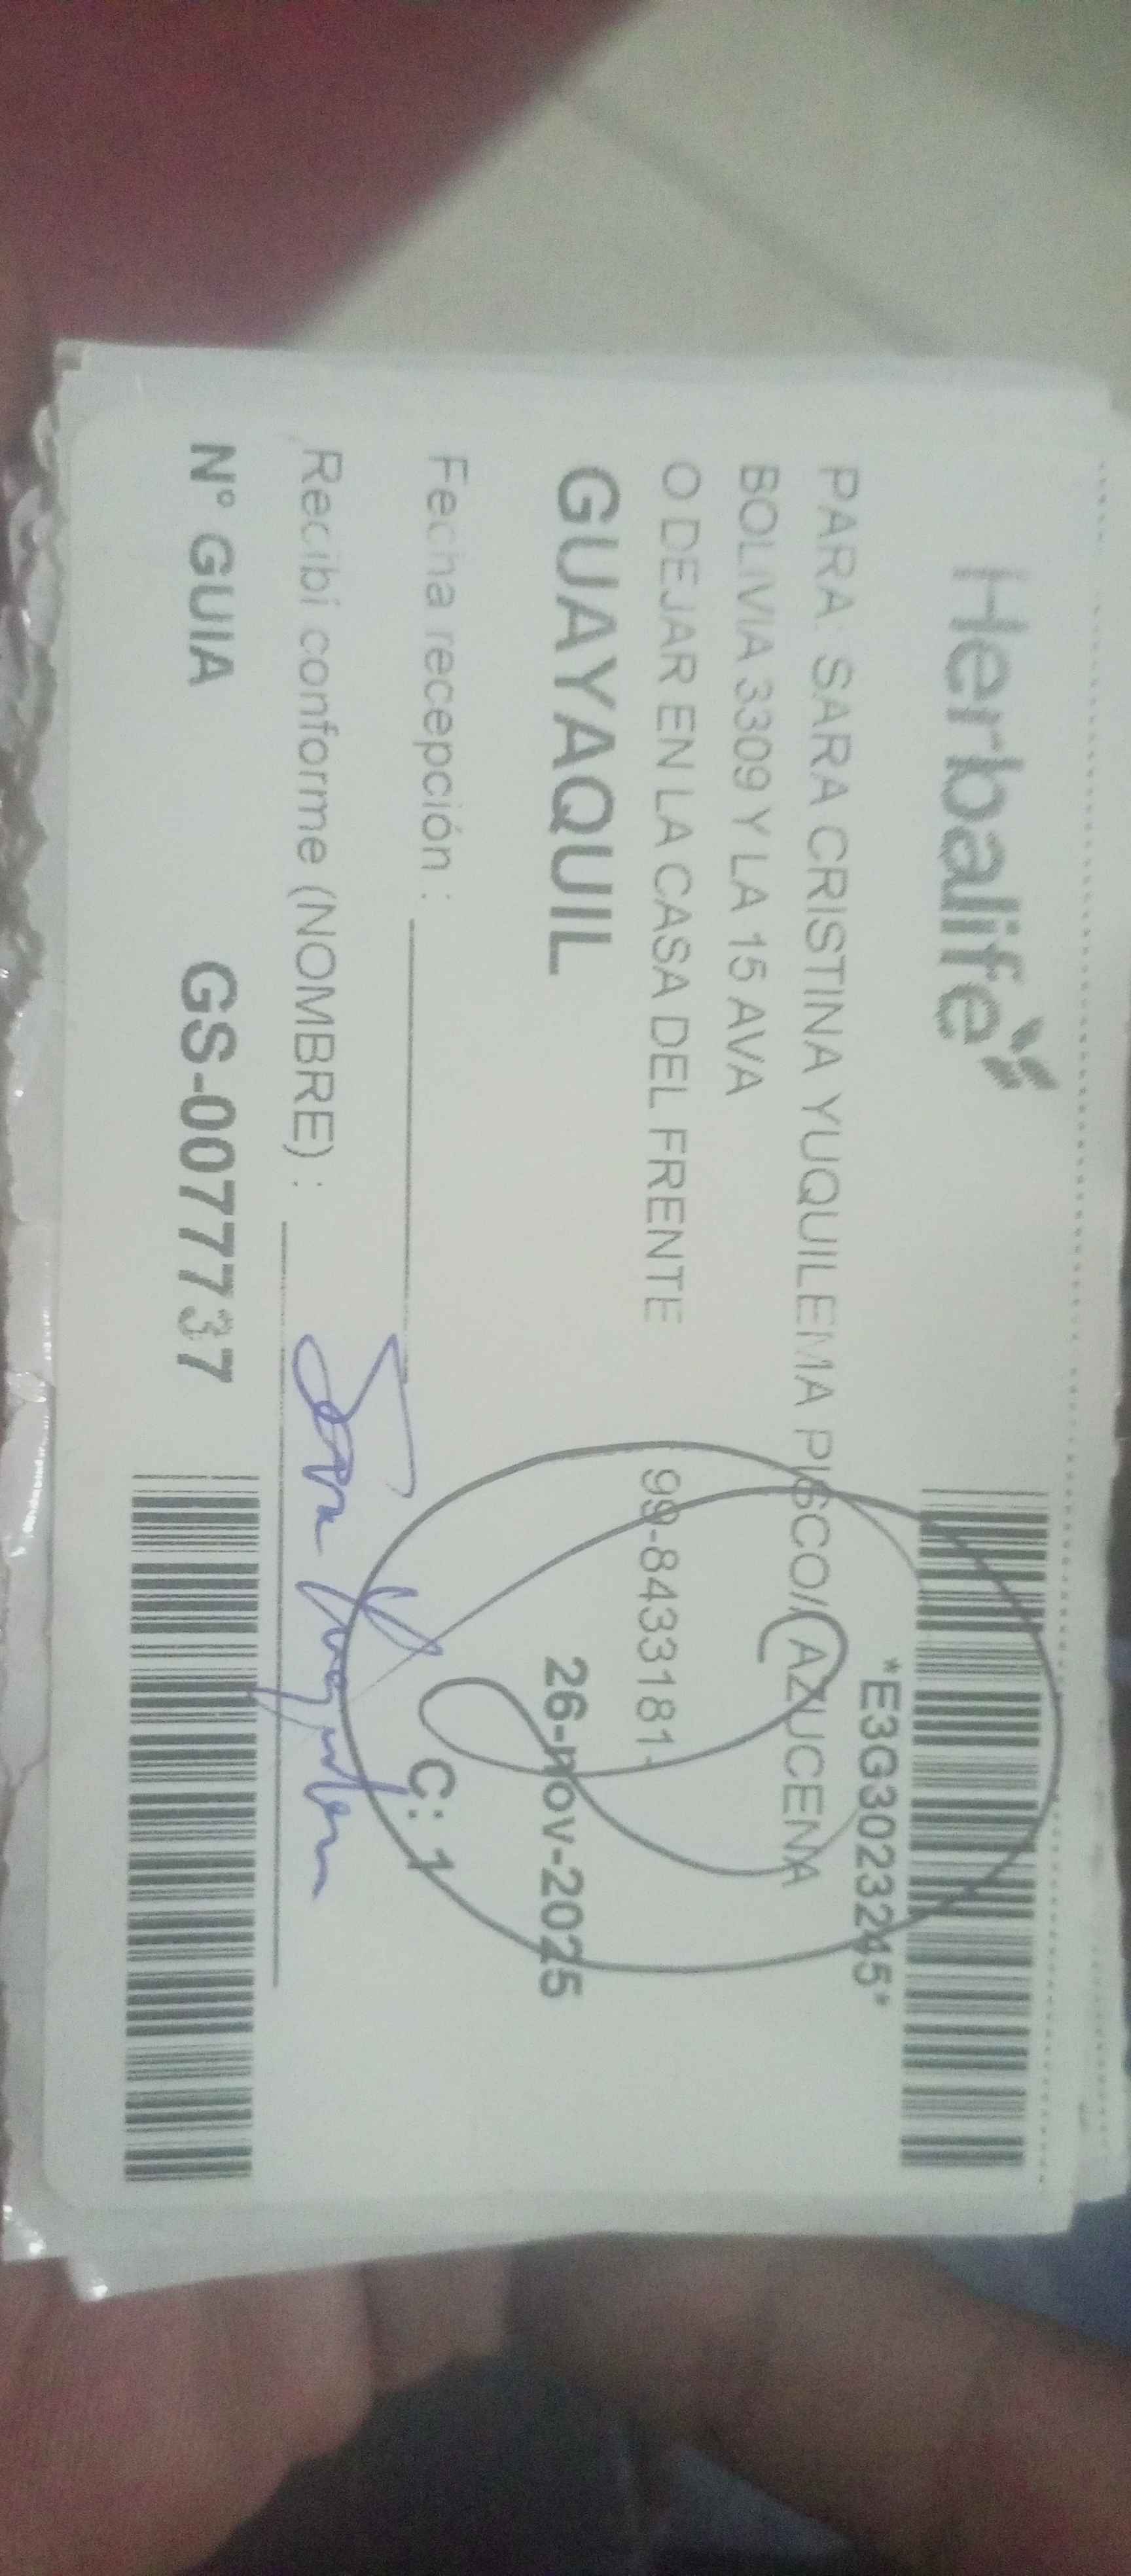 Herbalife
*E3G3023245*
PARA: SARA CRISTINA YUQUILEMA PISCO/AZUCENA
BOLIVIA 3309 Y LA 15 AVA
O DEJAR EN LA CASA DEL FRENTE 99-8433181-
GUAYAQUIL 26-nov-2025
Fecha recepción : C: 1
Recibí conforme (NOMBRE) : Sara
Nº GUIA GS-0077737